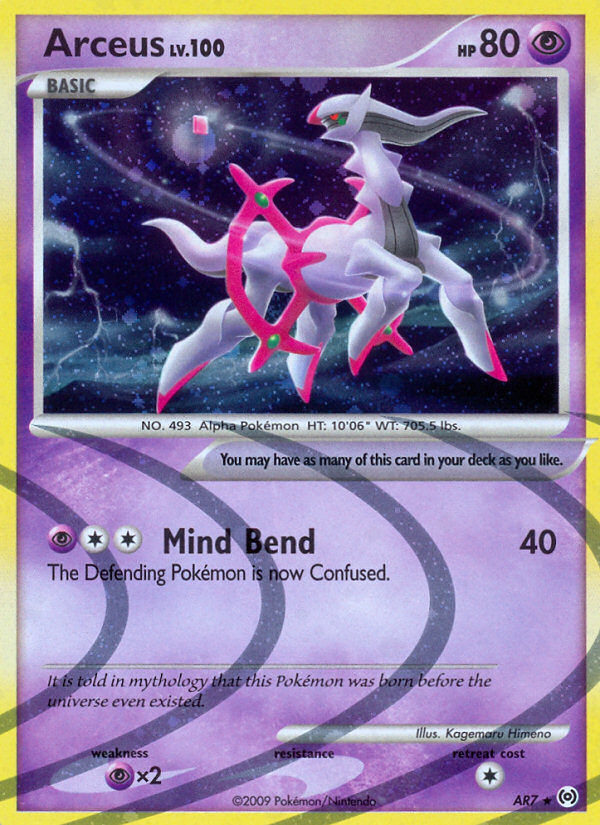 Arceus LV.100
HP 80
BASIC
NO. 493 Alpha Pokémon HT: 10'06" WT: 705.5 lbs.
You may have as many of this card in your deck as you like.
Mind Bend 40
The Defending Pokémon is now Confused.
It is told in mythology that this Pokémon was born before the
universe even existed.
Illus. Kagemaru Himeno
weakness resistance retreat cost
×2
©2009 Pokémon/Nintendo AR7 ★